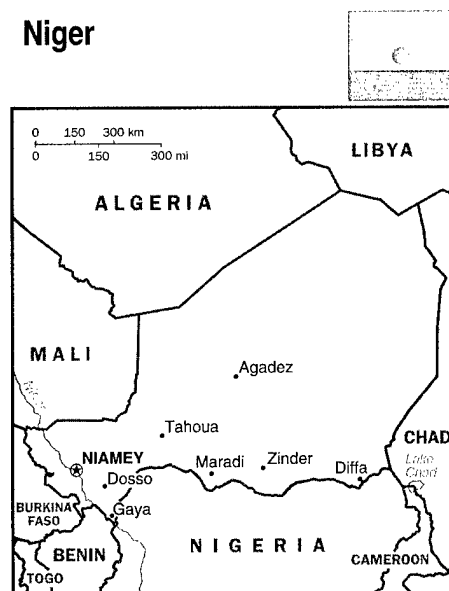 Niger
0 150 300 km
0 150 300 mi
LIBYA
ALGERIA
MALI
Agadez
Tahoua
CHAD
NIAMEY
Maradi
Zinder
Diffa
Lake
Chad
Dosso
BURKINA
FASO
Gaya
NIGERIA
BENIN
CAMEROON
TOGO